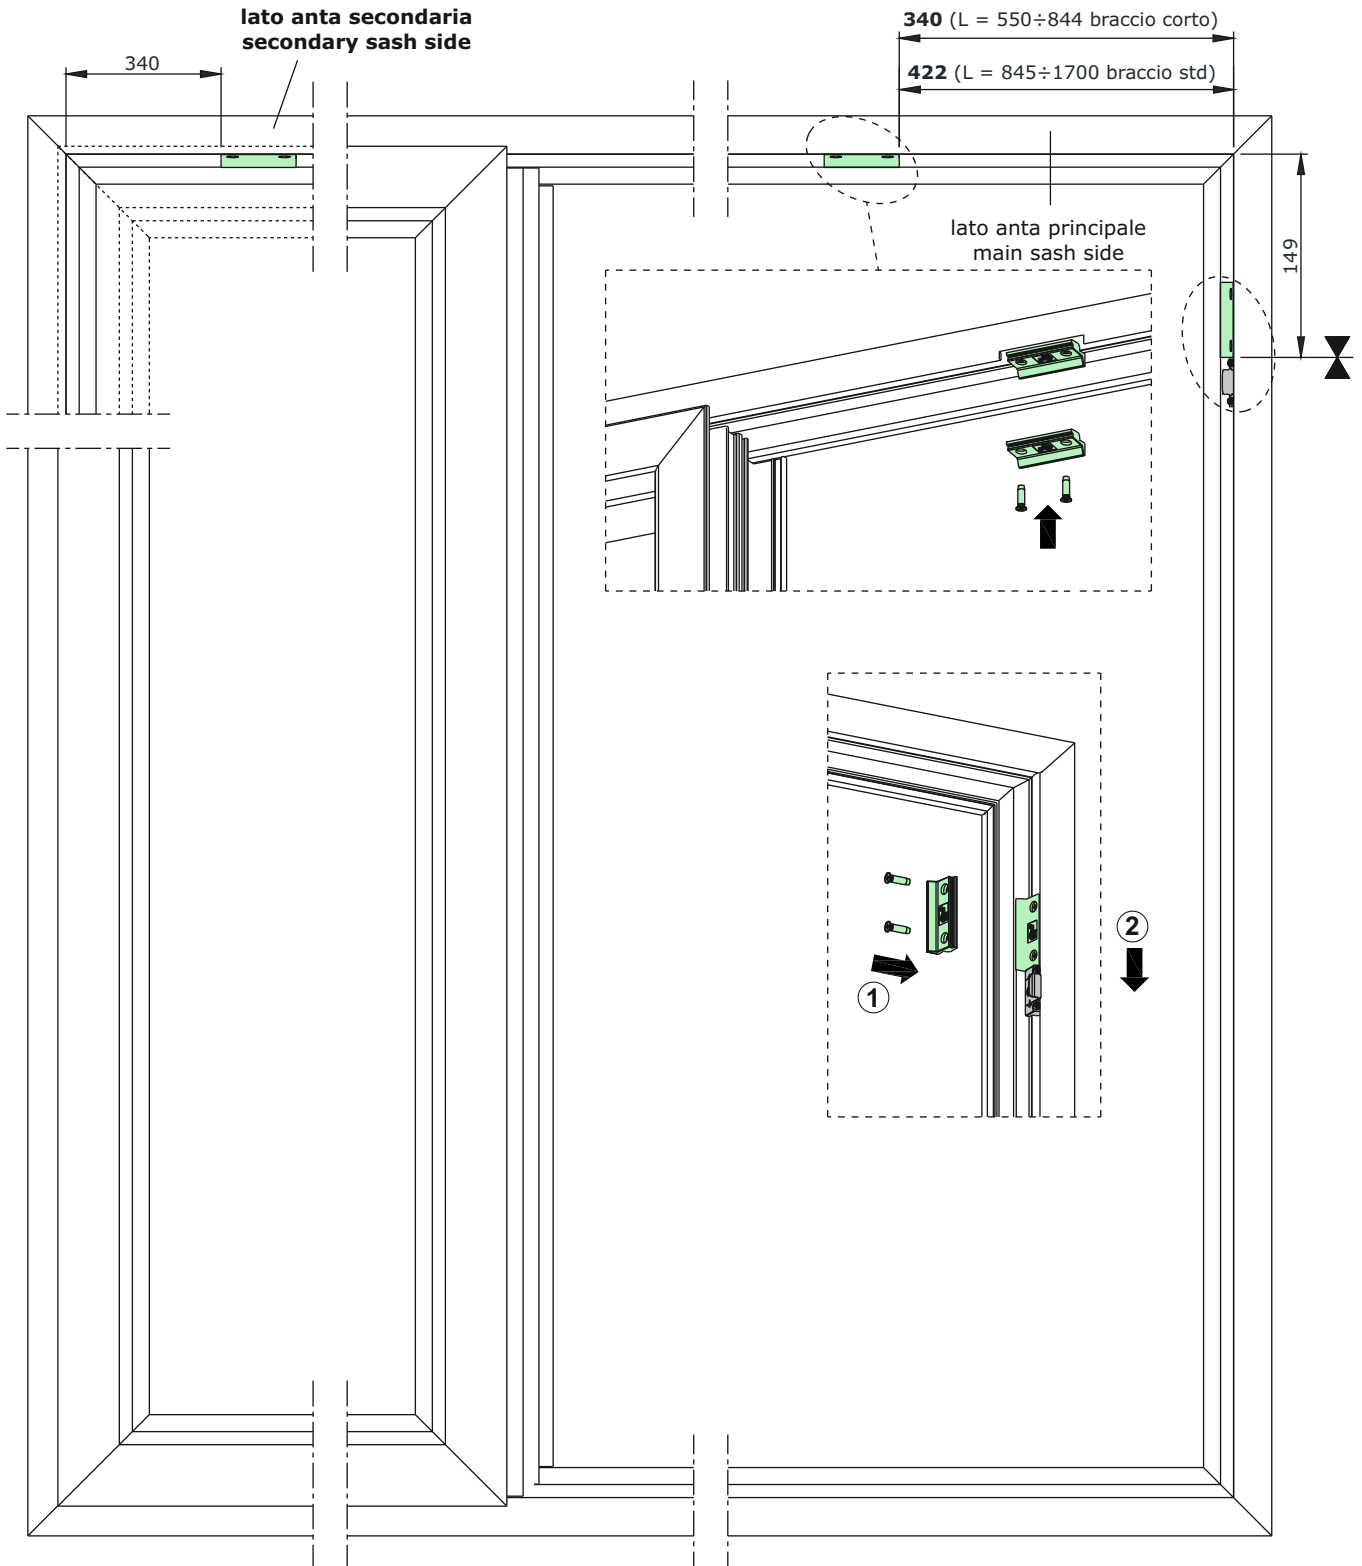 lato anta secondaria
secondary sash side
340
340 (L = 550÷844 braccio corto)
422 (L = 845÷1700 braccio std)
lato anta principale
main sash side
149
2
1